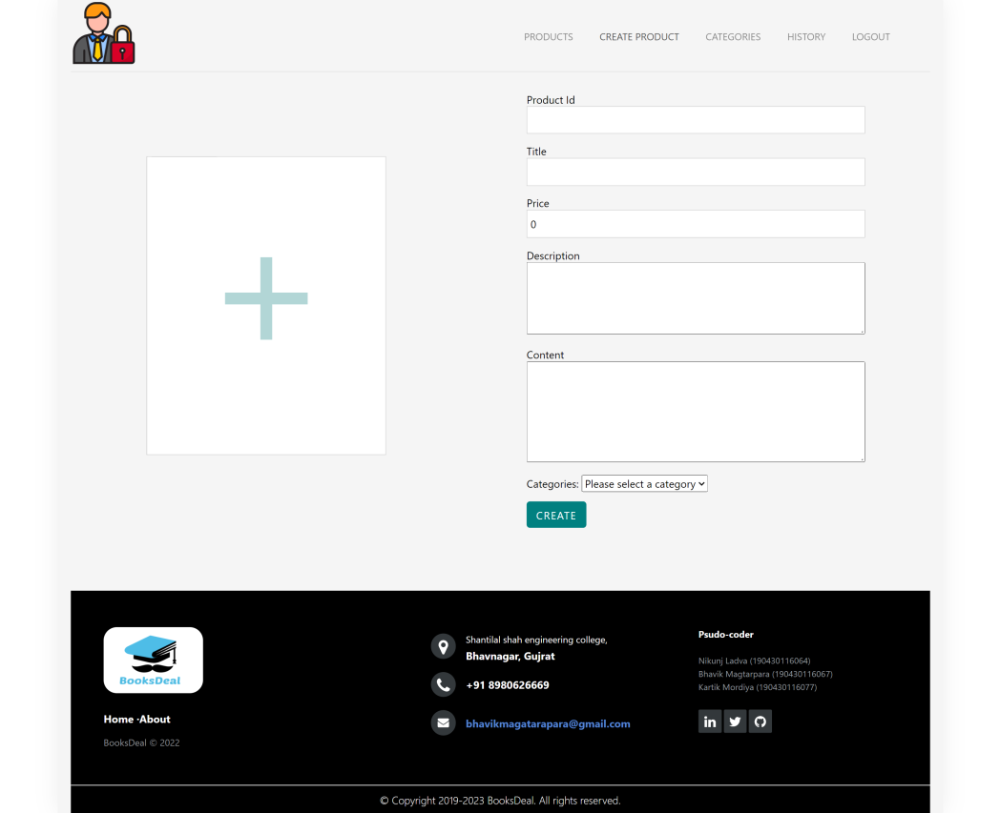 PRODUCTS CREATE PRODUCT CATEGORIES HISTORY LOGOUT
Product Id
Title
Price
0
Description
Content
Categories: Please select a category
CREATE
BooksDeal
Home ·About
BooksDeal © 2022
Shantilal shah engineering college,
Bhavnagar, Gujrat
+91 8980626669
bhavikmagatarapara@gmail.com
Psudo-coder
Nikunj Ladva (190430116064)
Bhavik Magtarpara (190430116067)
Kartik Mordiya (190430116077)
in
© Copyright 2019-2023 BooksDeal. All rights reserved.